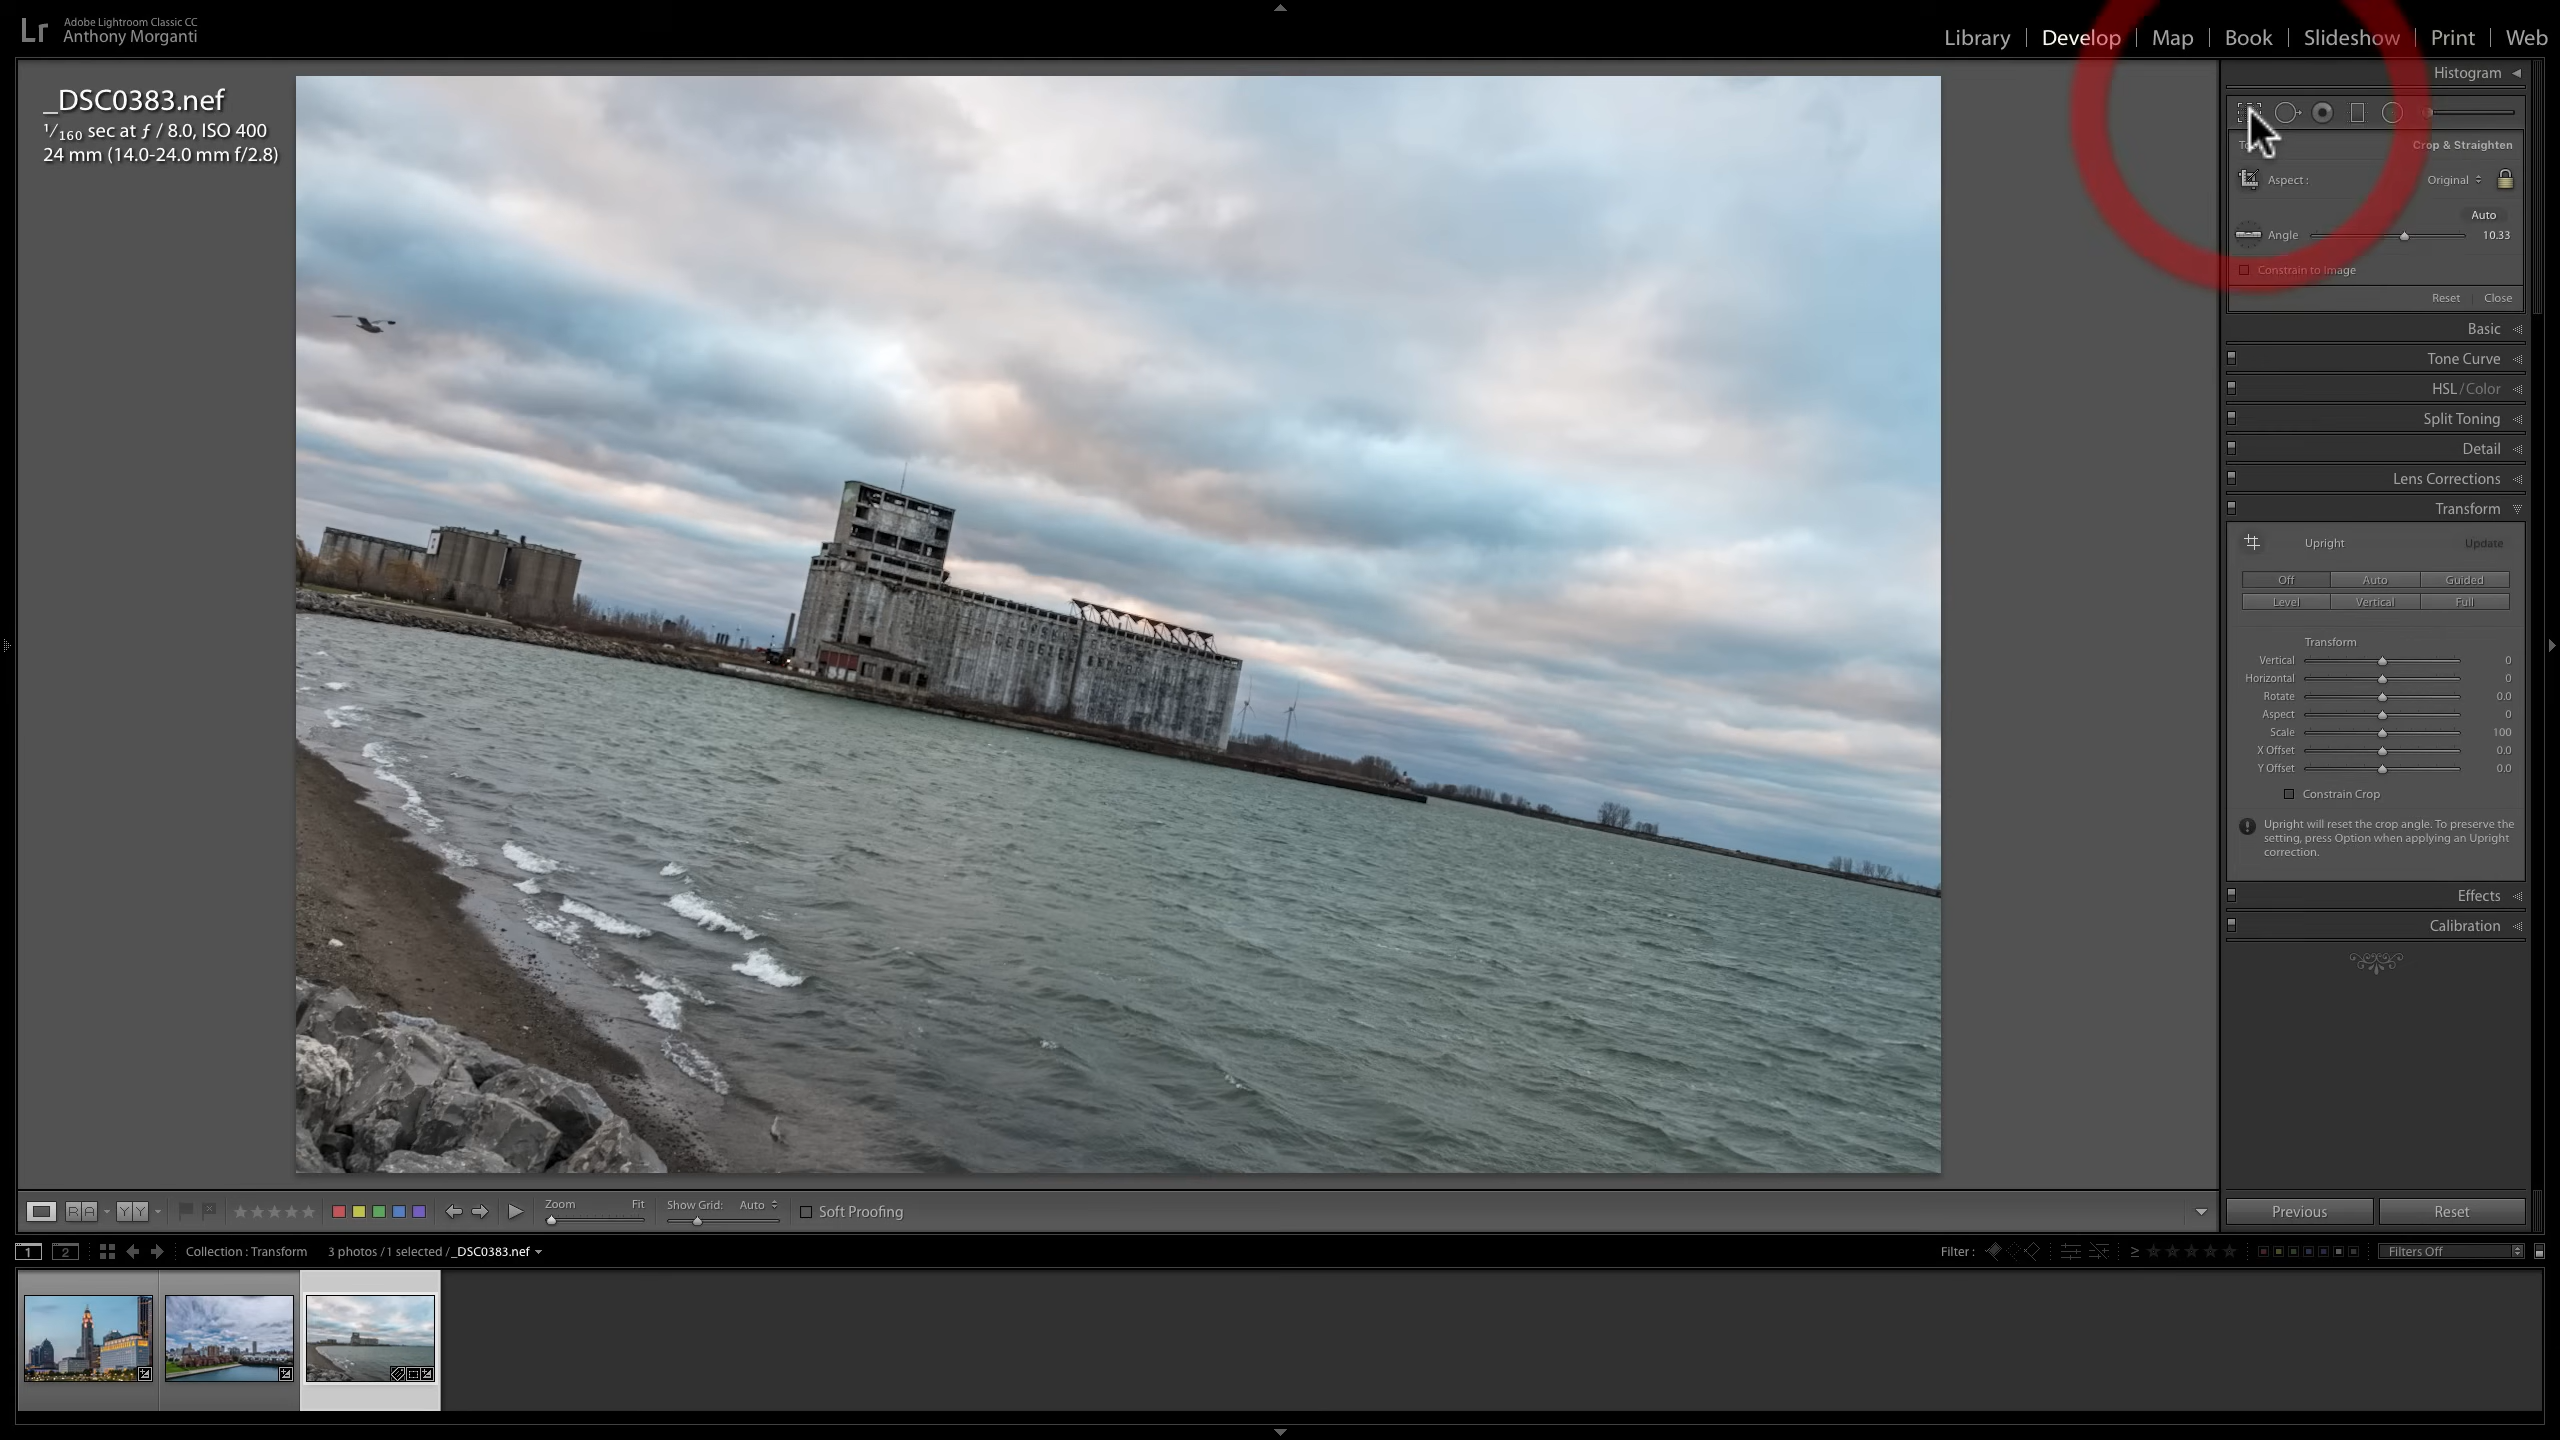 Lr Adobe Lightroom Classic CC
Anthony Morganti
Library | Develop | Map | Book | Slideshow | Print | Web
_DSC0383.nef
1/160 sec at ƒ / 8.0, ISO 400
24 mm (14.0-24.0 mm f/2.8)
Histogram
Crop & Straighten
Aspect : Original
Auto
Angle 10.33
Constrain to Image
Reset Close
Basic
Tone Curve
HSL / Color
Split Toning
Detail
Lens Corrections
Transform
Upright Update
Off Auto Guided
Level Vertical Full
Transform
Vertical 0
Horizontal 0
Rotate 0.0
Aspect 0
Scale 100
X Offset 0.0
Y Offset 0.0
Constrain Crop
Upright will reset the crop angle. To preserve the
setting, press Option when applying an Upright
correction.
Effects
Calibration
R A Y Y Zoom Fit Show Grid: Auto Soft Proofing
Previous Reset
1 2 Collection : Transform 3 photos / 1 selected / _DSC0383.nef Filter : ≥ Filters Off